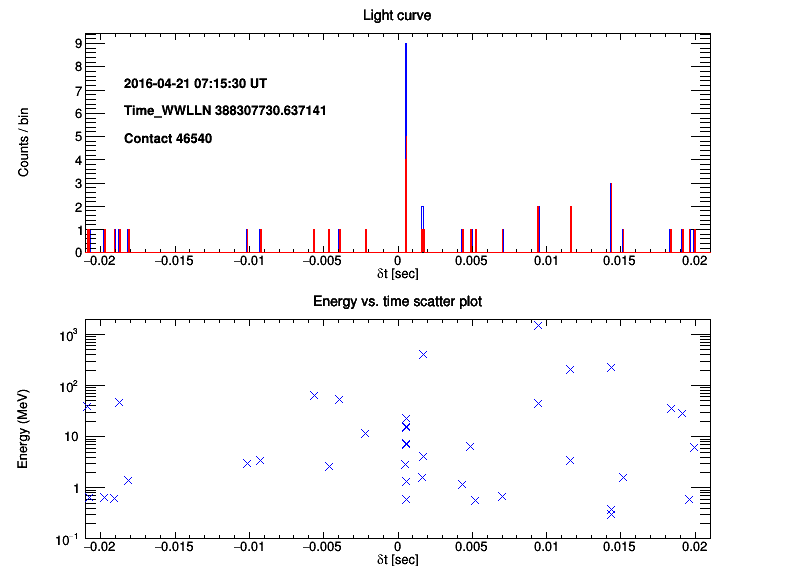 Light curve
Counts / bin
9
8
7
6
5
4
3
2
1
0
2016-04-21 07:15:30 UT
Time_WWLLN 388307730.637141
Contact 46540
−0.02 −0.015 −0.01 −0.005 0 0.005 0.01 0.015 0.02
δt [sec]
Energy vs. time scatter plot
Energy (MeV)
10³
10²
10
1
10⁻¹
−0.02 −0.015 −0.01 −0.005 0 0.005 0.01 0.015 0.02
δt [sec]